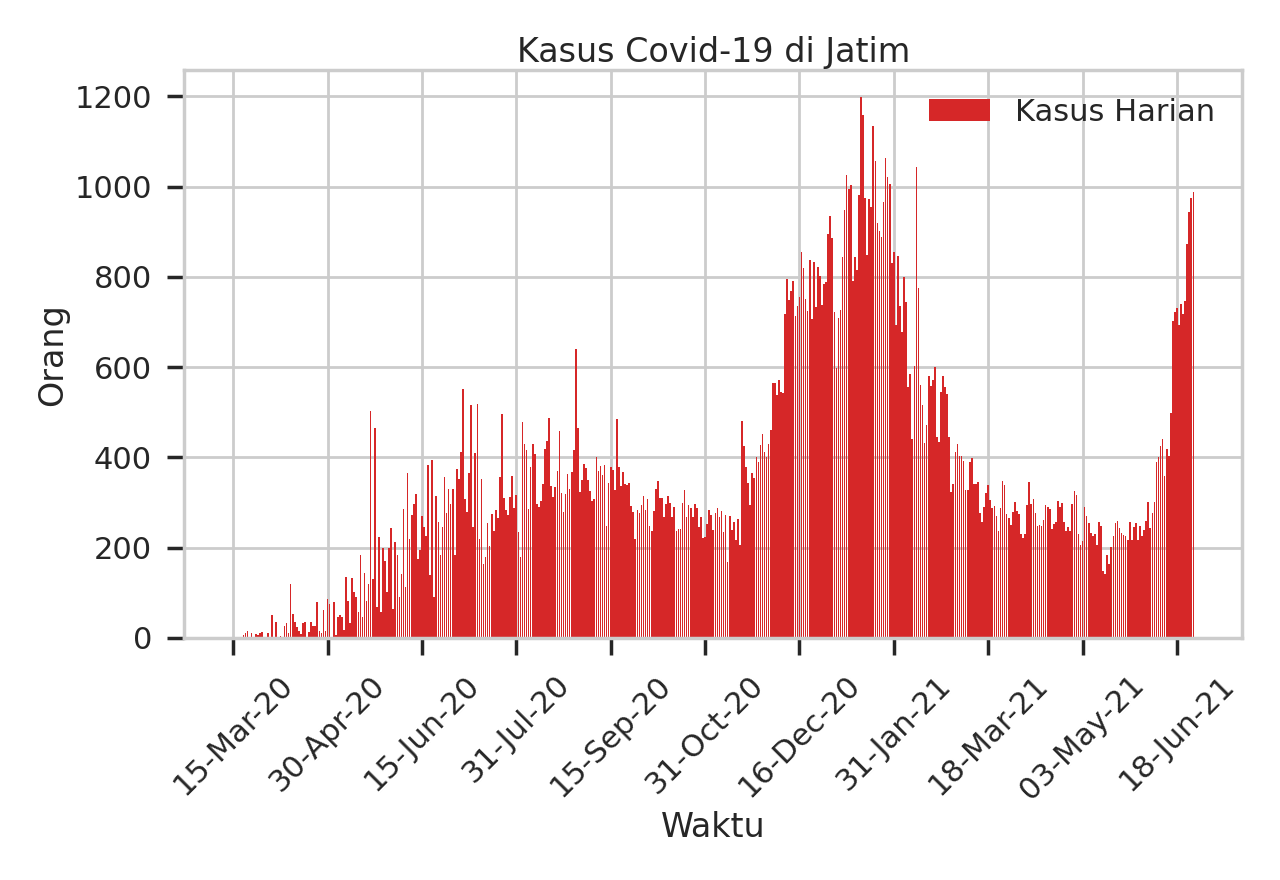 Kasus Covid-19 di Jatim
Kasus Harian
1200
1000
800
600
400
200
0
Orang
15-Mar-20
30-Apr-20
15-Jun-20
31-Jul-20
15-Sep-20
31-Oct-20
16-Dec-20
31-Jan-21
18-Mar-21
03-May-21
18-Jun-21
Waktu